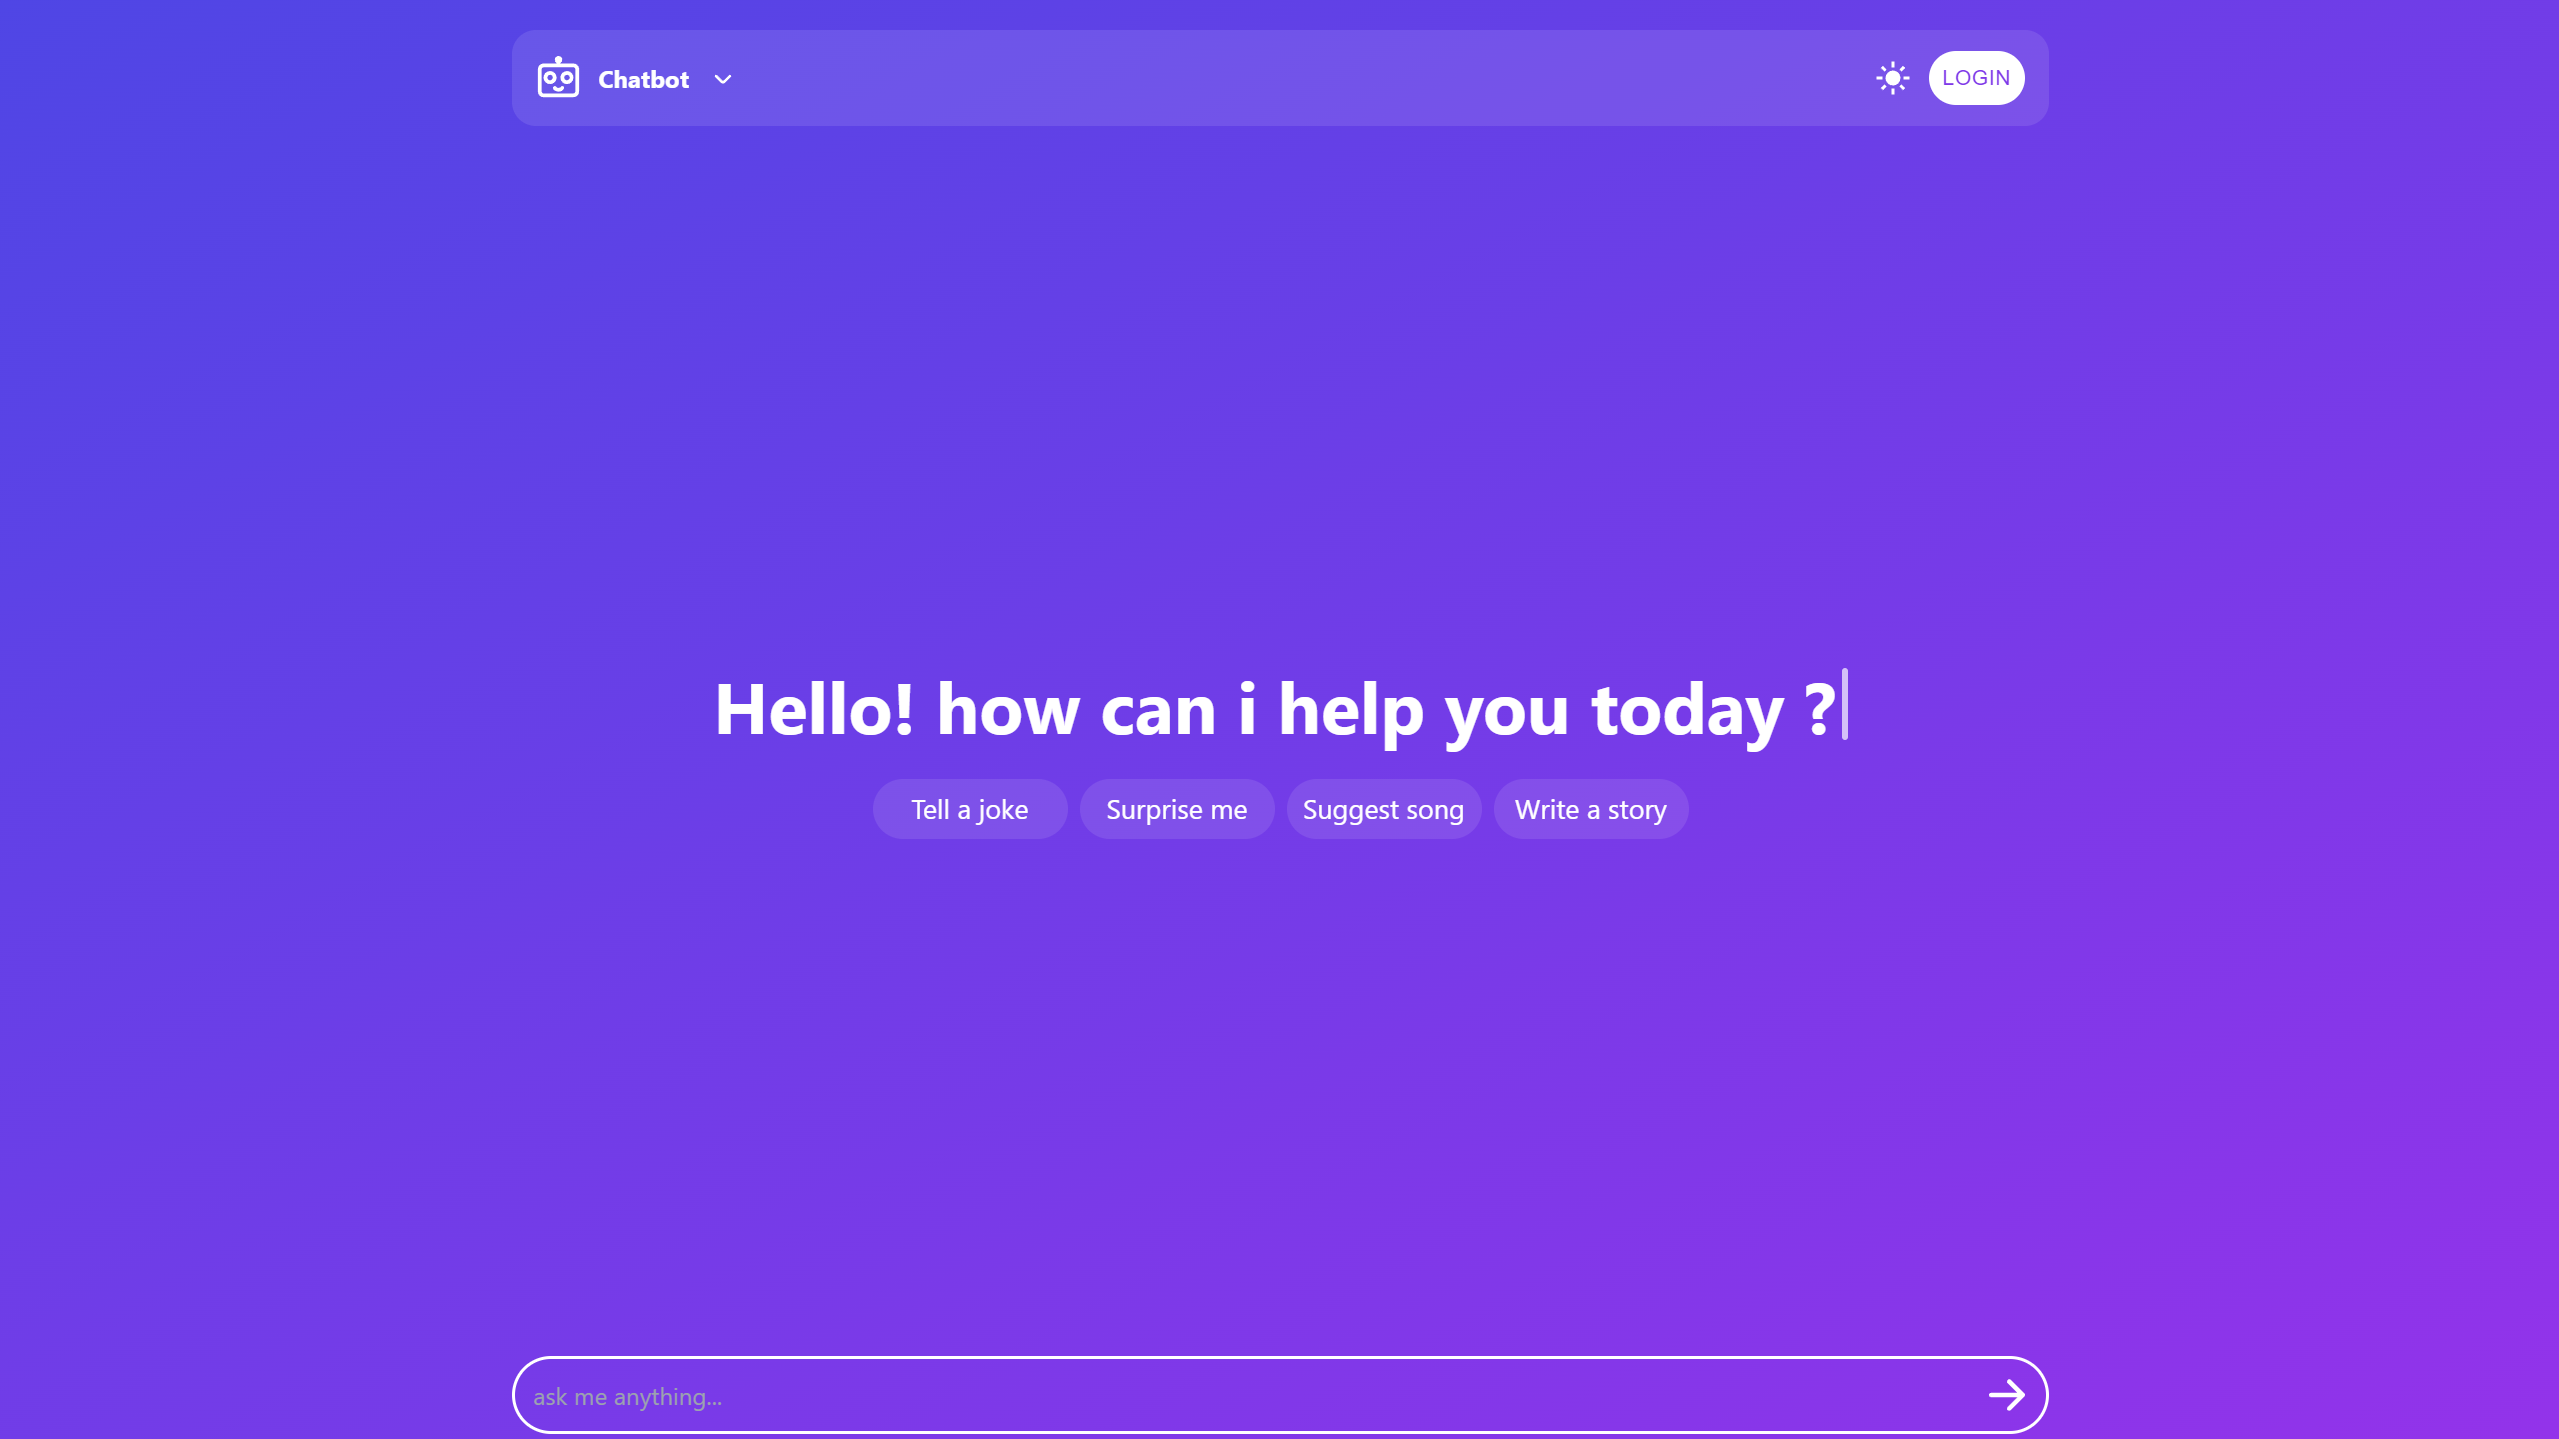 Chatbot
LOGIN
Hello! how can i help you today ?
Tell a joke
Surprise me
Suggest song
Write a story
ask me anything...